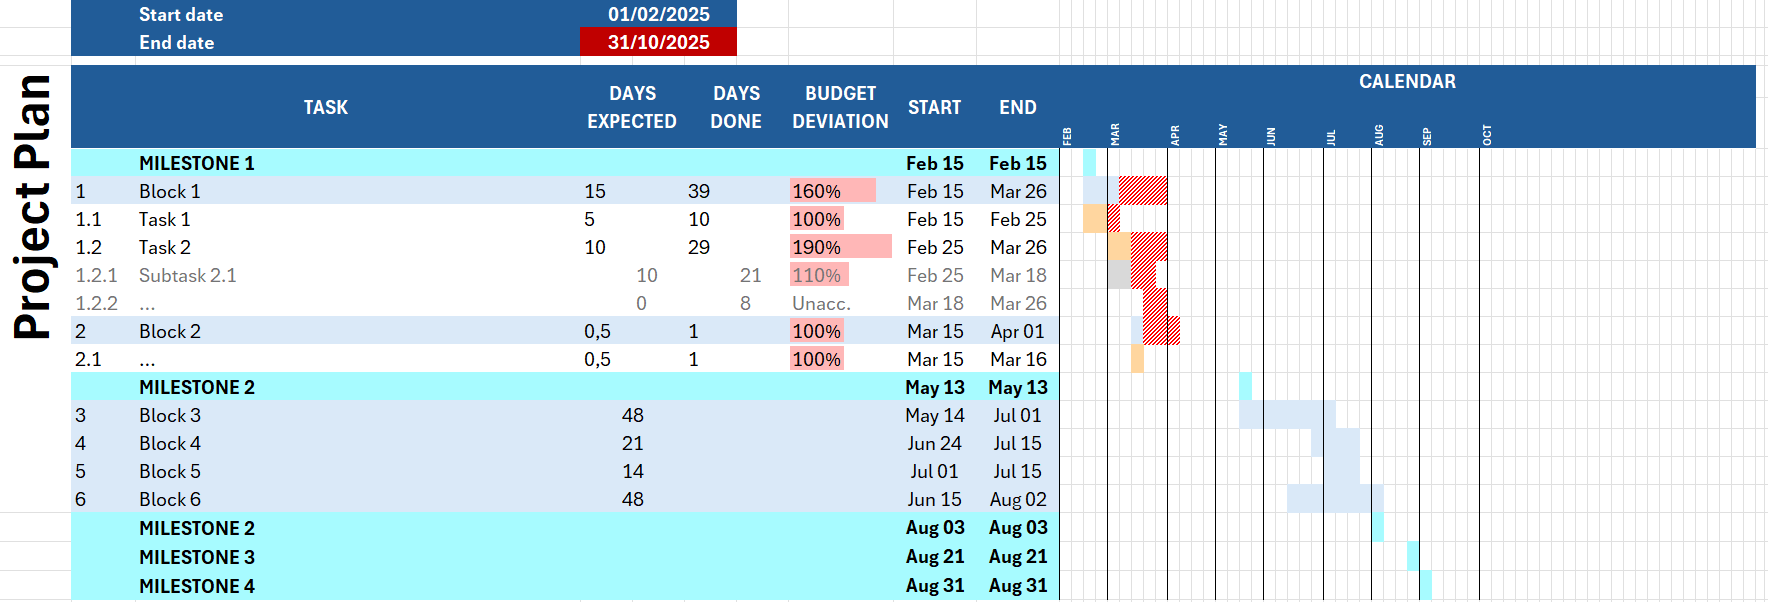 Start date 01/02/2025
End date 31/10/2025
Project Plan
CALENDAR
TASK DAYS EXPECTED DAYS DONE BUDGET DEVIATION START END
FEB MAR APR MAY JUN JUL AUG SEP OCT
MILESTONE 1 Feb 15 Feb 15
1 Block 1 15 39 160% Feb 15 Mar 26
1.1 Task 1 5 10 100% Feb 15 Feb 25
1.2 Task 2 10 29 190% Feb 25 Mar 26
1.2.1 Subtask 2.1 10 21 110% Feb 25 Mar 18
1.2.2 ... 0 8 Unacc. Mar 18 Mar 26
2 Block 2 0,5 1 100% Mar 15 Apr 01
2.1 ... 0,5 1 100% Mar 15 Mar 16
MILESTONE 2 May 13 May 13
3 Block 3 48 May 14 Jul 01
4 Block 4 21 Jun 24 Jul 15
5 Block 5 14 Jul 01 Jul 15
6 Block 6 48 Jun 15 Aug 02
MILESTONE 2 Aug 03 Aug 03
MILESTONE 3 Aug 21 Aug 21
MILESTONE 4 Aug 31 Aug 31